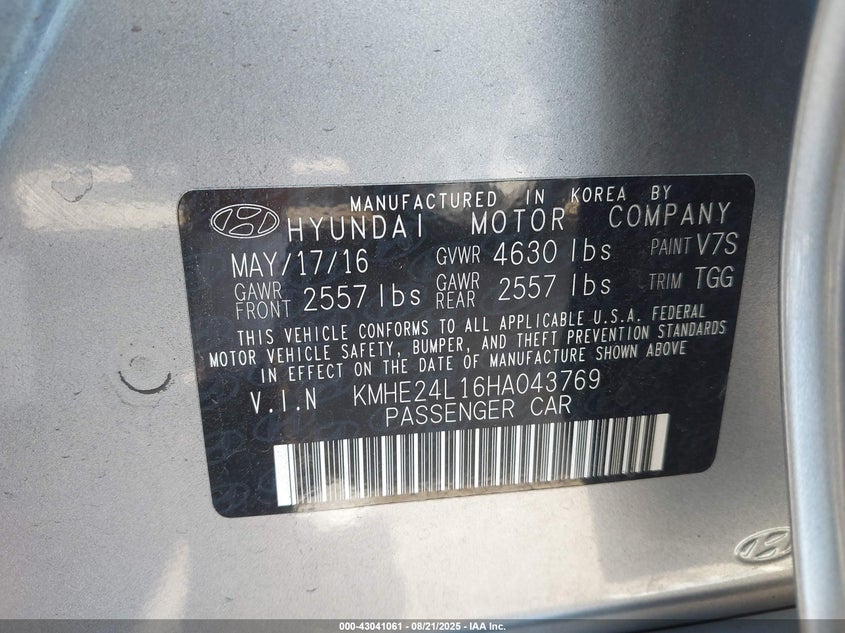 MANUFACTURED IN KOREA BY
HYUNDAI MOTOR COMPANY
MAY/17/16 GVWR 4630 lbs PAINT V7S
GAWR FRONT 2557 lbs GAWR REAR 2557 lbs TRIM TGG
THIS VEHICLE CONFORMS TO ALL APPLICABLE U.S.A. FEDERAL
MOTOR VEHICLE SAFETY, BUMPER, AND THEFT PREVENTION STANDARDS
IN EFFECT ON THE DATE OF MANUFACTURE SHOWN ABOVE
V.I.N KMHE24L16HA043769
PASSENGER CAR
000-43041061 - 08/21/2025 - IAA Inc.